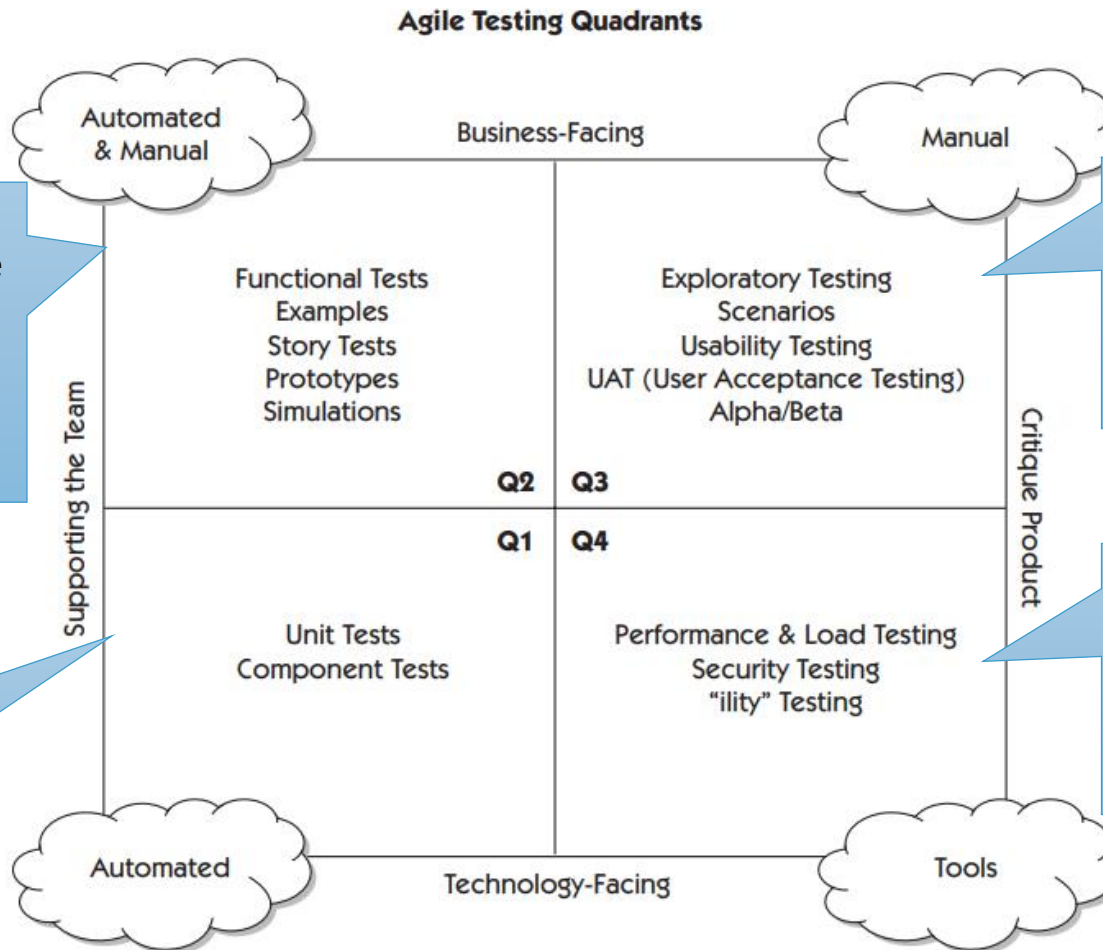 Agile Testing Quadrants
Automated
& Manual
Business-Facing
Manual
e
Functional Tests
Examples
Story Tests
Prototypes
Simulations
Exploratory Testing
Scenarios
Usability Testing
UAT (User Acceptance Testing)
Alpha/Beta
Supporting the Team
Critique Product
Q2
Q3
Q1
Q4
Unit Tests
Component Tests
Performance & Load Testing
Security Testing
“ility” Testing
Automated
Technology-Facing
Tools